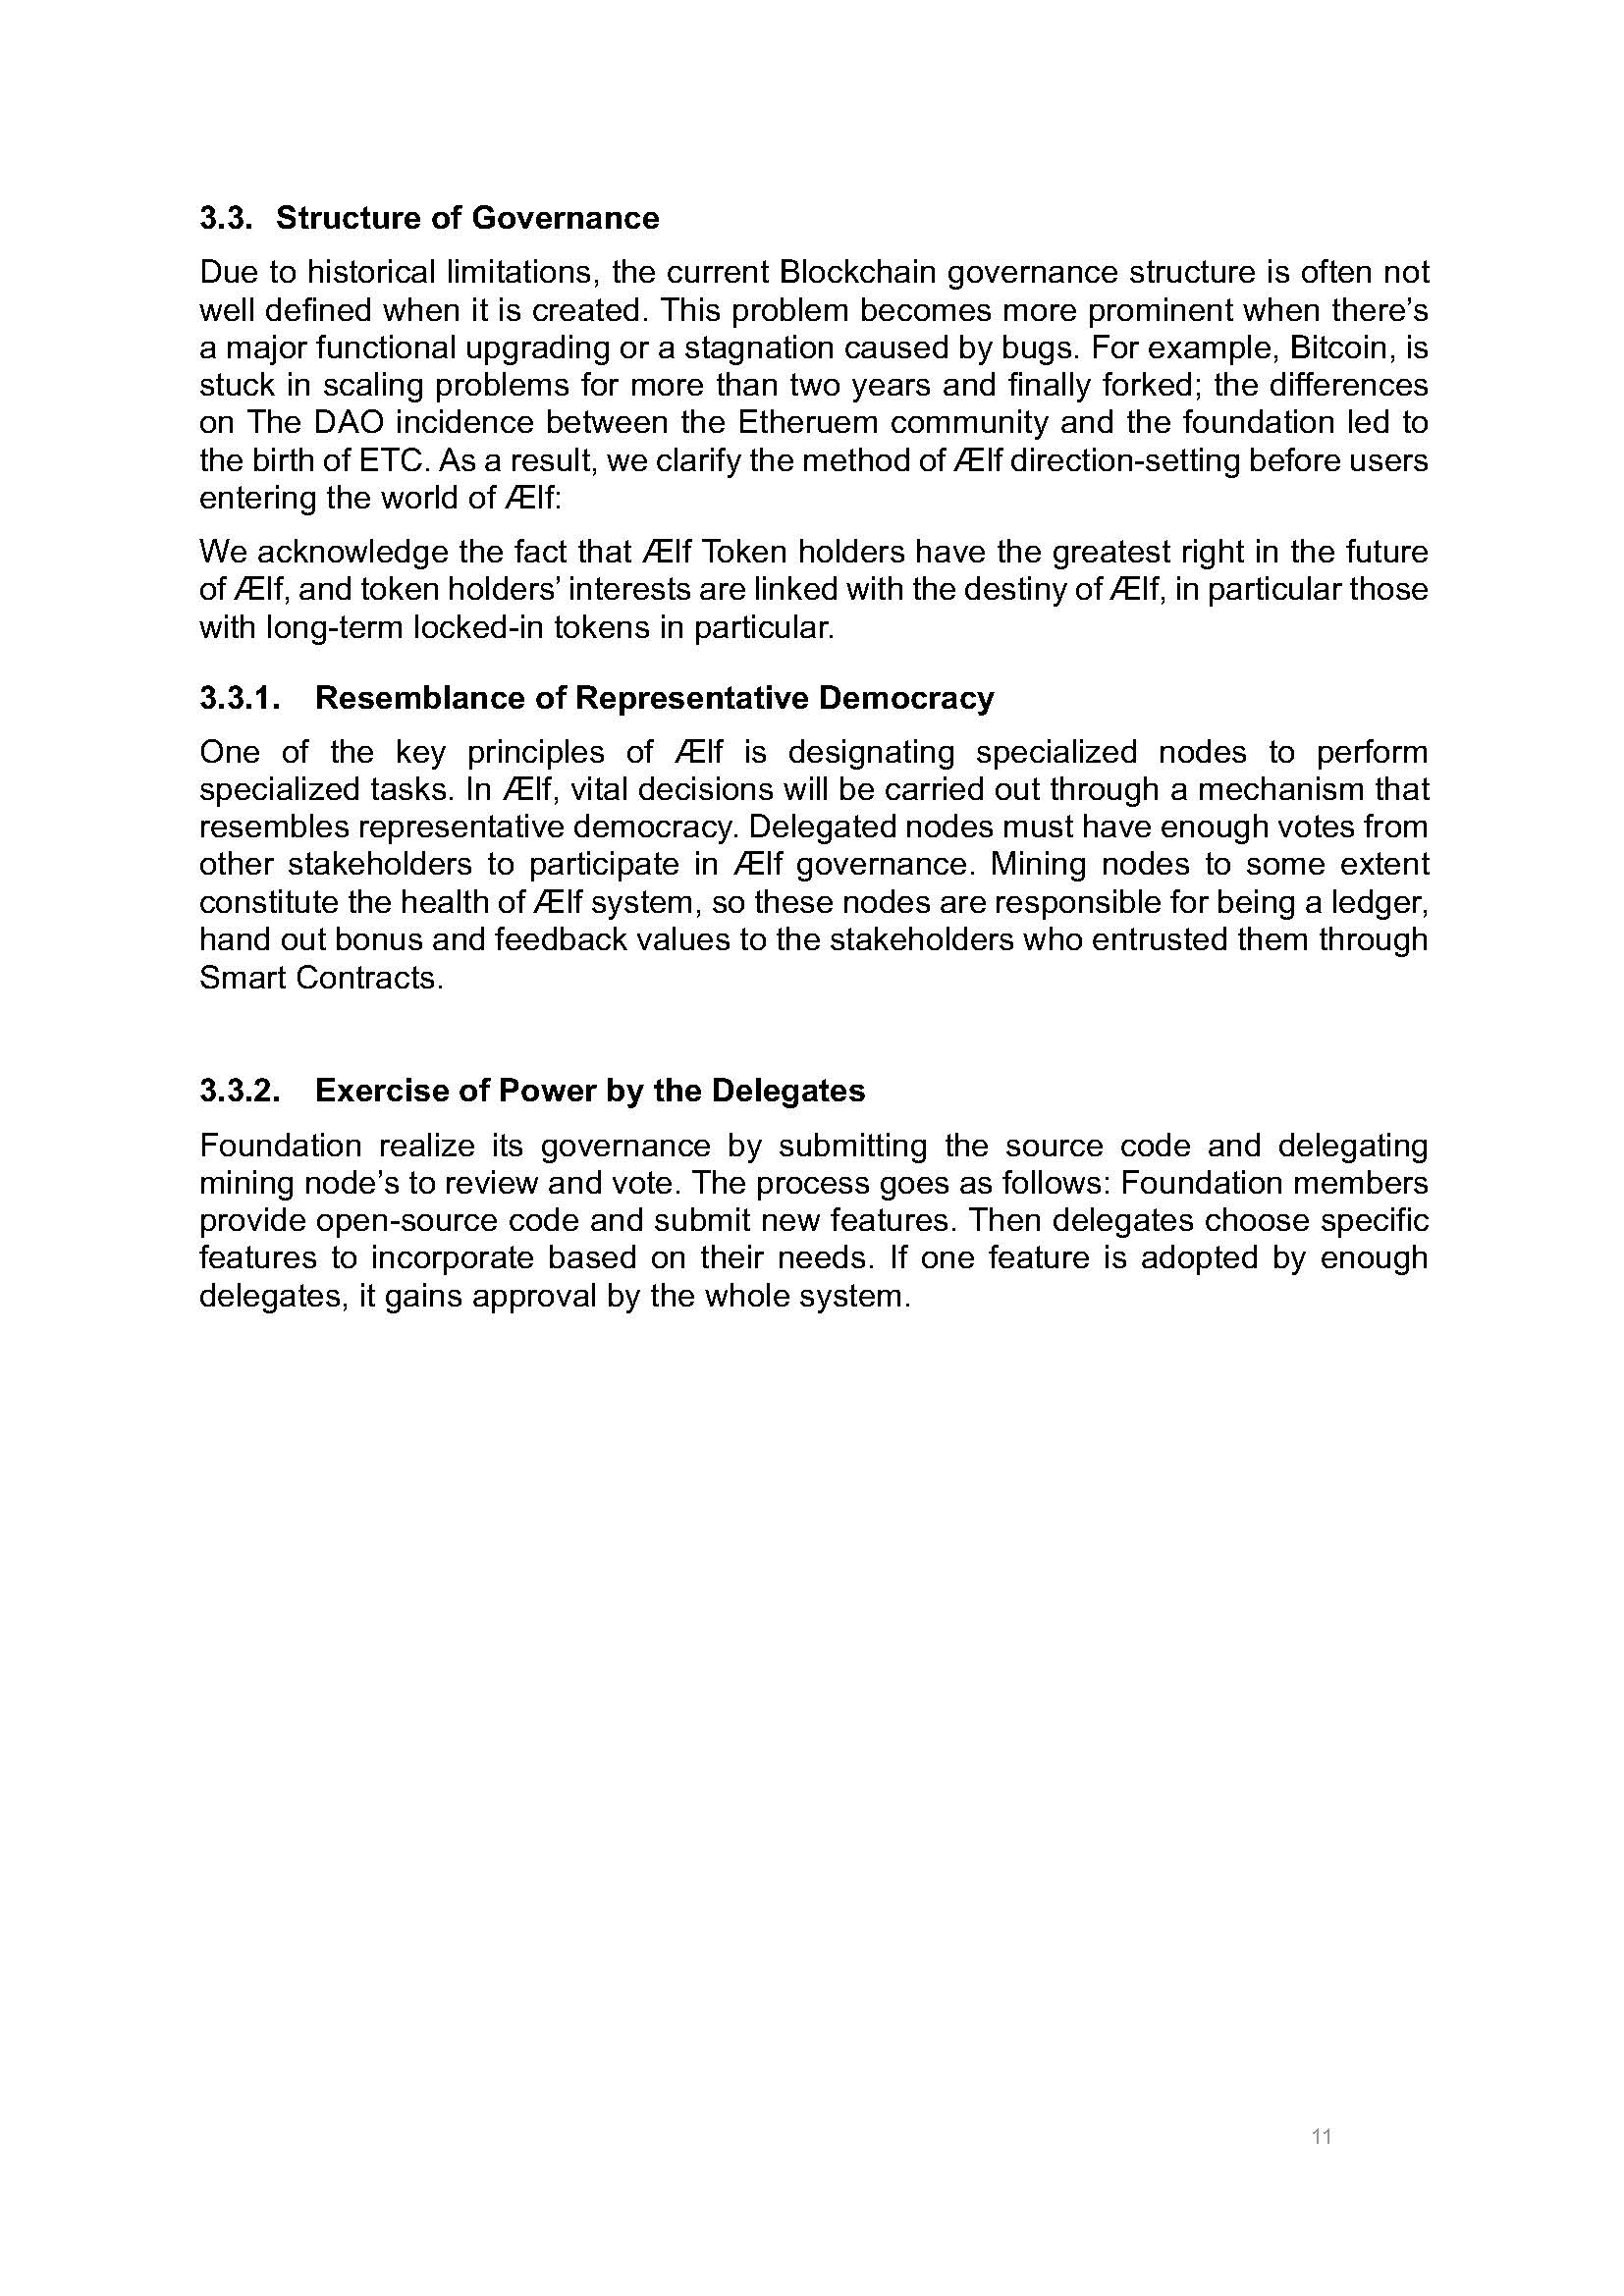 3.3. Structure of Governance
Due to historical limitations, the current Blockchain governance structure is often not
well defined when it is created. This problem becomes more prominent when there’s
a major functional upgrading or a stagnation caused by bugs. For example, Bitcoin, is
stuck in scaling problems for more than two years and finally forked; the differences
on The DAO incidence between the Etheruem community and the foundation led to
the birth of ETC. As a result, we clarify the method of Ælf direction-setting before users
entering the world of Ælf:
We acknowledge the fact that Ælf Token holders have the greatest right in the future
of Ælf, and token holders’ interests are linked with the destiny of Ælf, in particular those
with long-term locked-in tokens in particular.
3.3.1. Resemblance of Representative Democracy
One of the key principles of Ælf is designating specialized nodes to perform
specialized tasks. In Ælf, vital decisions will be carried out through a mechanism that
resembles representative democracy. Delegated nodes must have enough votes from
other stakeholders to participate in Ælf governance. Mining nodes to some extent
constitute the health of Ælf system, so these nodes are responsible for being a ledger,
hand out bonus and feedback values to the stakeholders who entrusted them through
Smart Contracts.
3.3.2. Exercise of Power by the Delegates
Foundation realize its governance by submitting the source code and delegating
mining node’s to review and vote. The process goes as follows: Foundation members
provide open-source code and submit new features. Then delegates choose specific
features to incorporate based on their needs. If one feature is adopted by enough
delegates, it gains approval by the whole system.
11